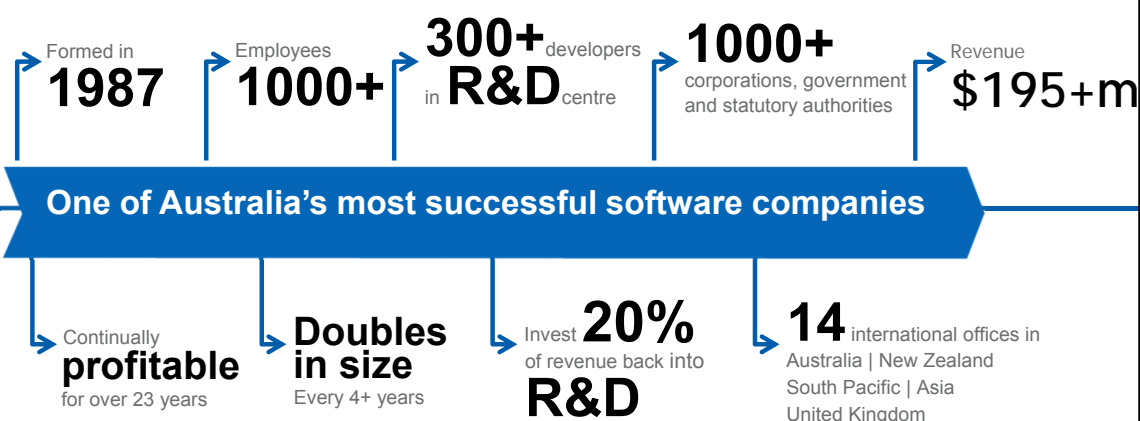 Formed in
1987
Employees
1000+
300+ developers
in R&D centre
1000+
corporations, government
and statutory authorities
Revenue
$195+m
One of Australia's most successful software companies
Continually
profitable
for over 23 years
Doubles
in size
Every 4+ years
Invest 20%
of revenue back into
R&D
14 international offices in
Australia | New Zealand
South Pacific | Asia
United Kingdom